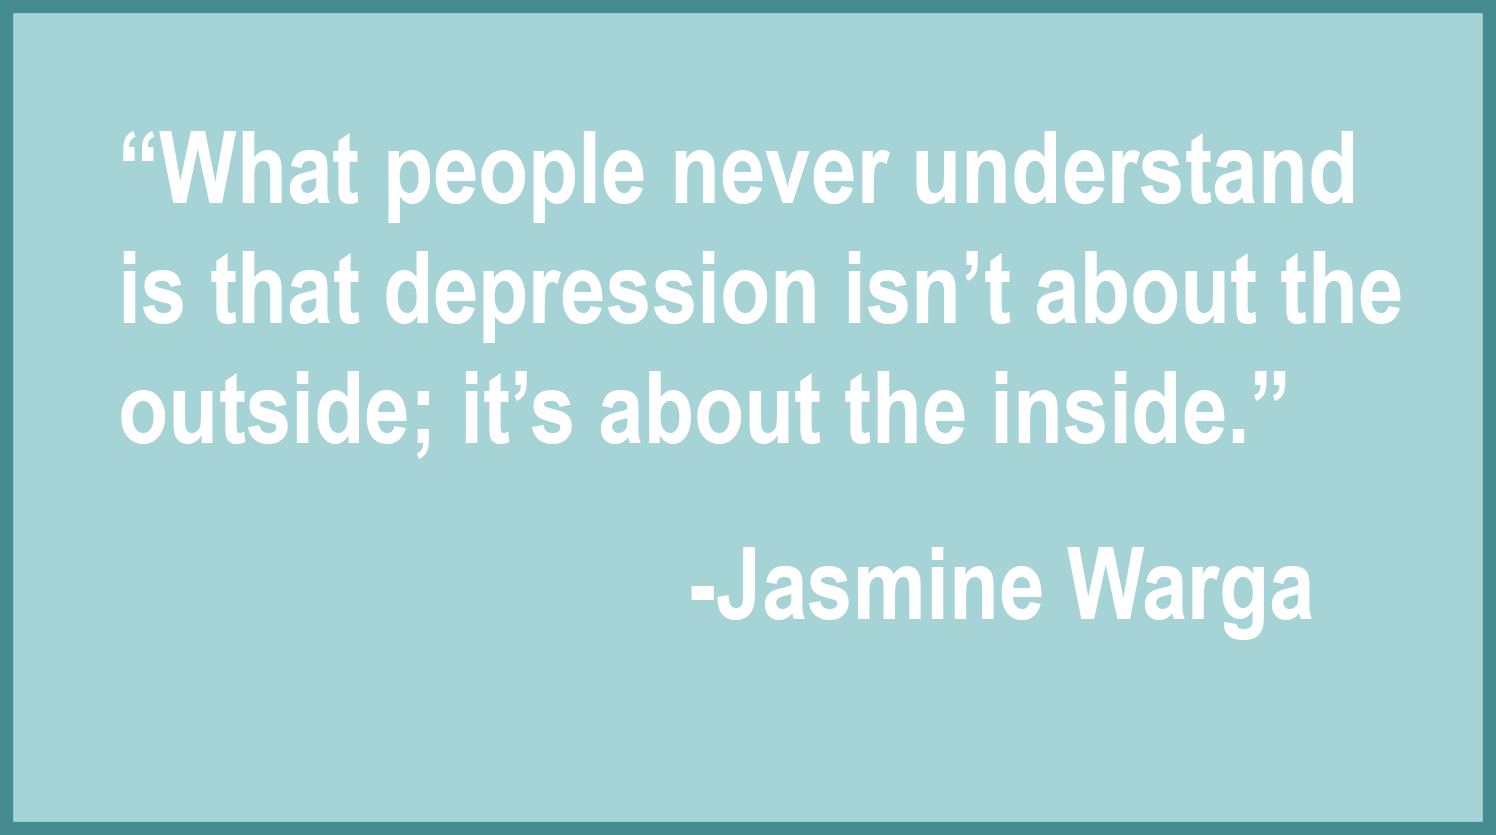 “What people never understand
is that depression isn’t about the
outside; it’s about the inside.”
-Jasmine Warga